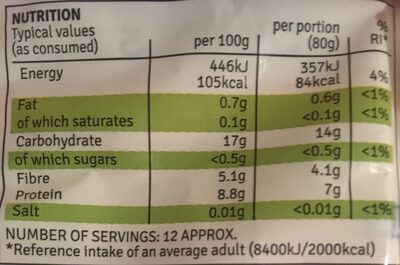 NUTRITION
Typical values per 100g per portion %
(as consumed) (80g) RI*
Energy 446kJ 357kJ
105kcal 84kcal 4%
Fat 0.7g 0.6g <1%
of which saturates 0.1g <0.1g <1%
Carbohydrate 17g 14g
of which sugars <0.5g <0.5g <1%
Fibre 5.1g 4.1g
Protein 8.8g 7g
Salt 0.01g <0.01g <1%
NUMBER OF SERVINGS: 12 APPROX.
*Reference intake of an average adult (8400kJ/2000kcal)